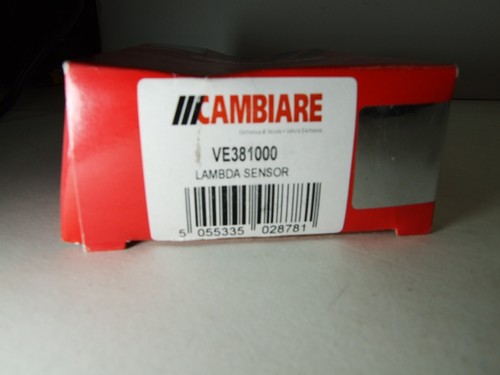 CAMBIARE
VE381000
LAMBDA SENSOR
5 055335 028781